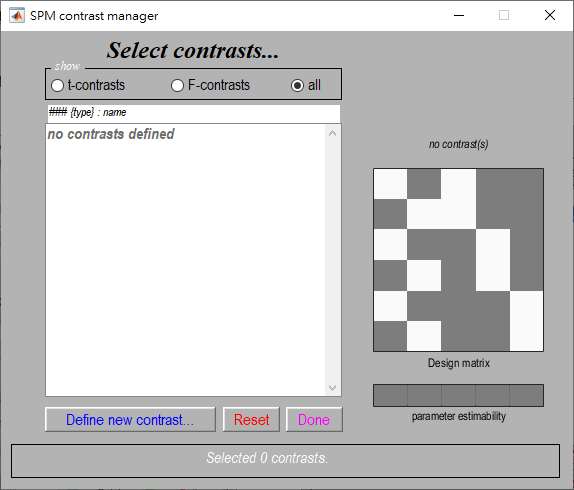 SPM contrast manager
Select contrasts...
show
t-contrasts F-contrasts all
### {type} : name
no contrasts defined
no contrast(s)
Design matrix
parameter estimability
Define new contrast... Reset Done
Selected 0 contrasts.